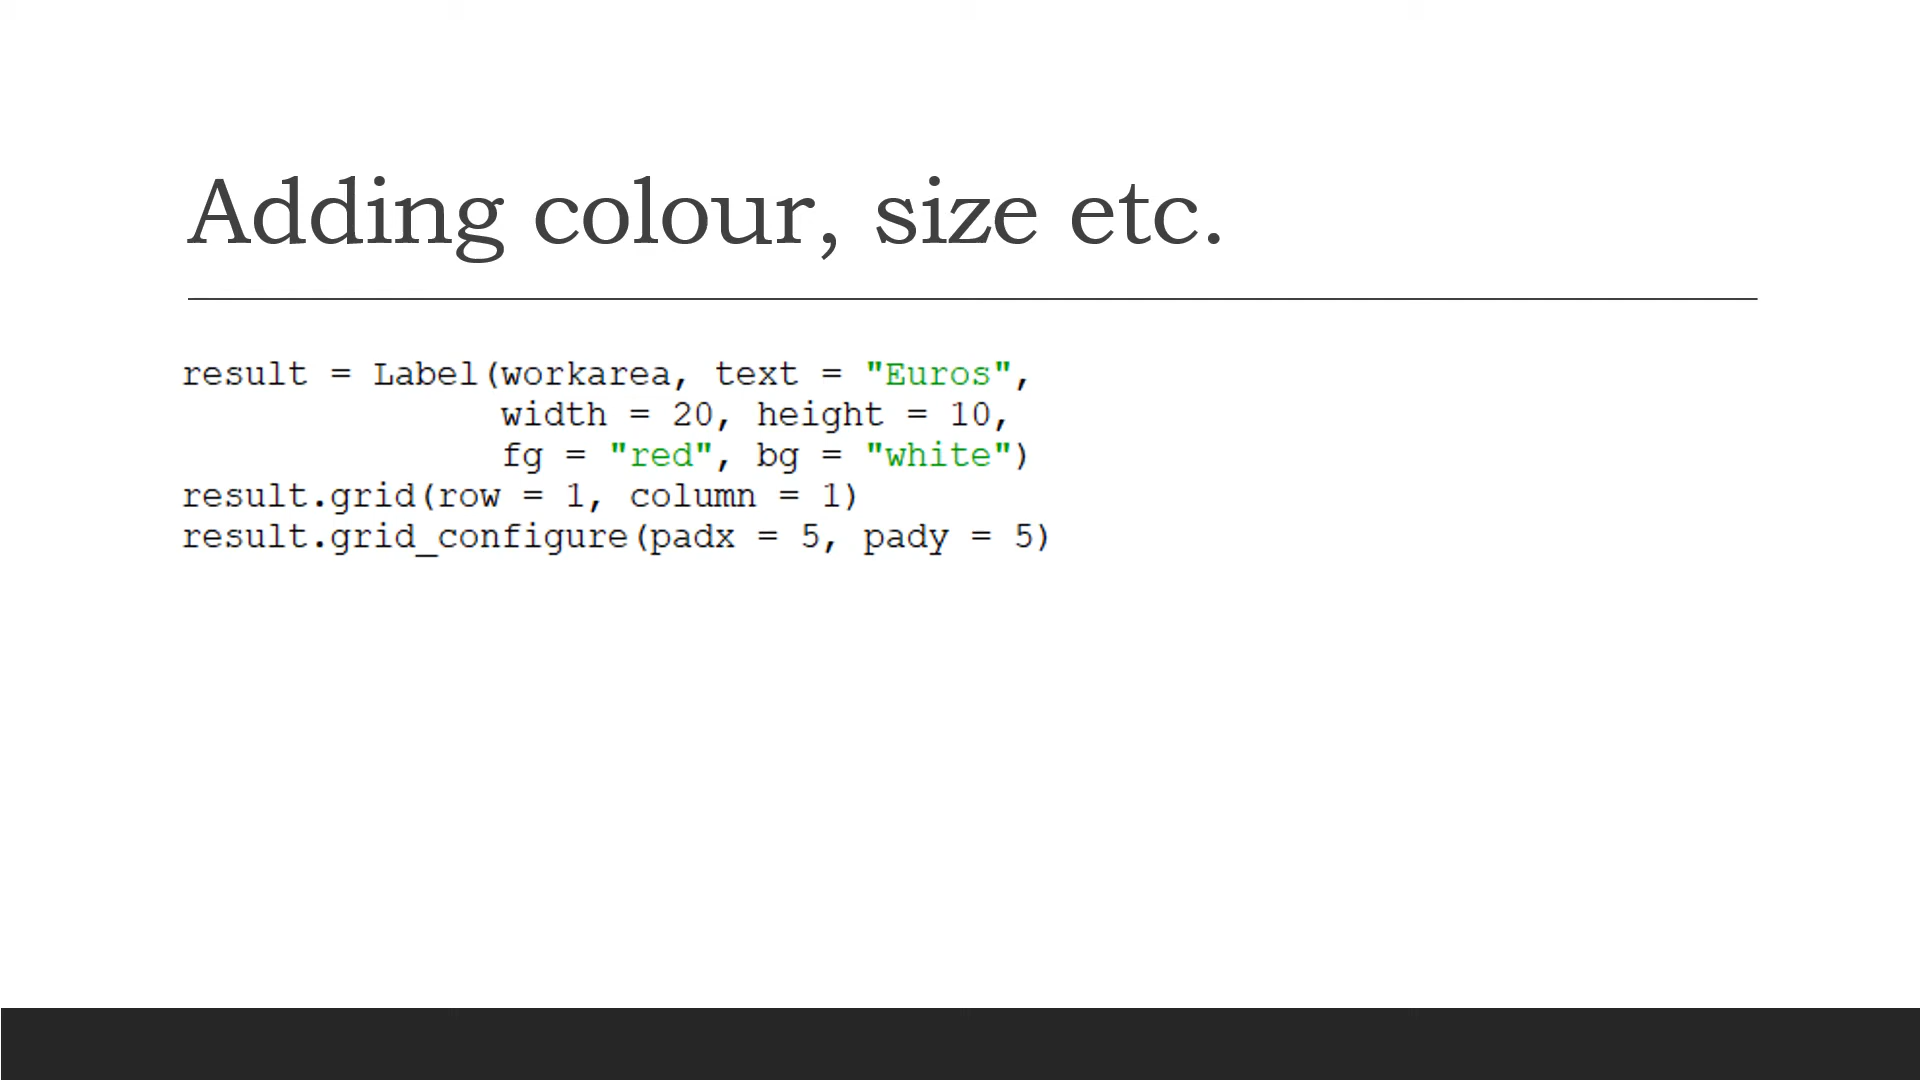 Adding colour, size etc.
result = Label(workarea, text = "Euros",
width = 20, height = 10,
fg = "red", bg = "white")
result.grid(row = 1, column = 1)
result.grid_configure(padx = 5, pady = 5)